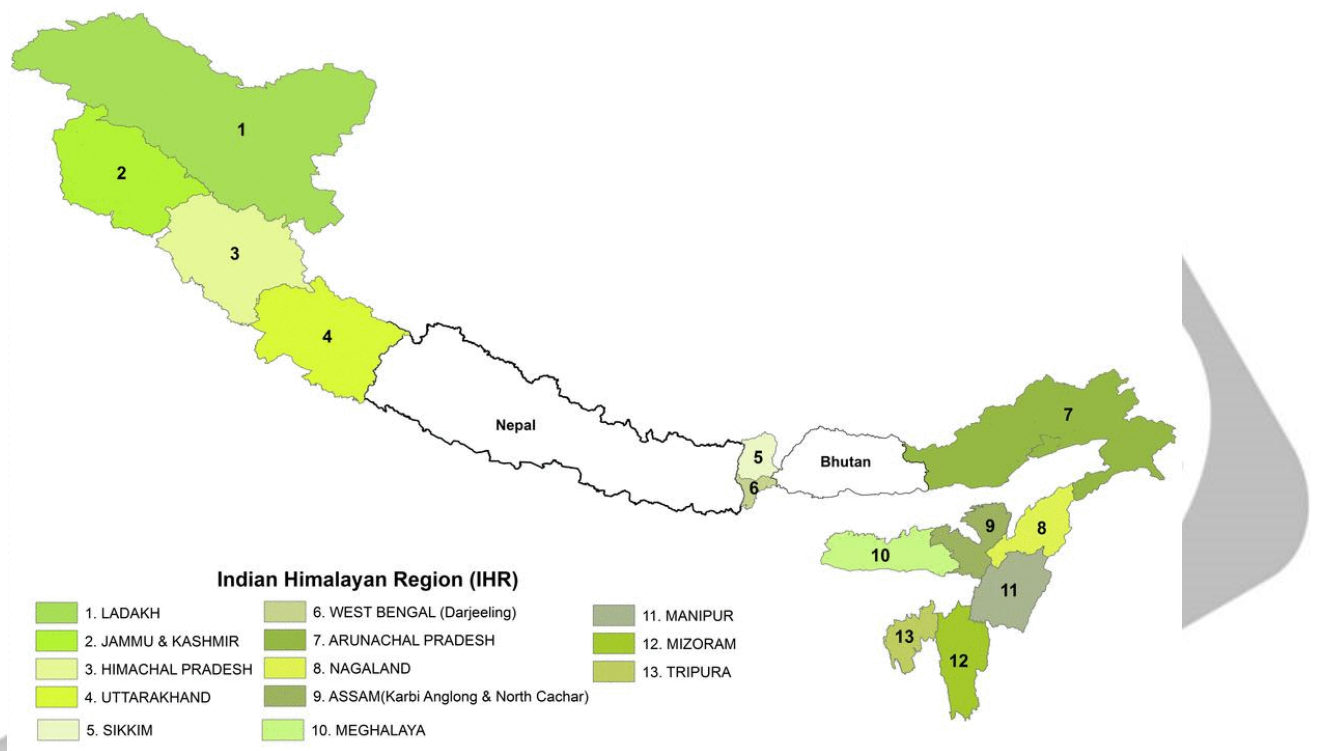 1
2
3
4
Nepal
5
6
Bhutan
7
8
9
10
11
12
13
Indian Himalayan Region (IHR)
1. LADAKH
2. JAMMU & KASHMIR
3. HIMACHAL PRADESH
4. UTTARAKHAND
5. SIKKIM
6. WEST BENGAL (Darjeeling)
7. ARUNACHAL PRADESH
8. NAGALAND
9. ASSAM(Karbi Anglong & North Cachar)
10. MEGHALAYA
11. MANIPUR
12. MIZORAM
13. TRIPURA